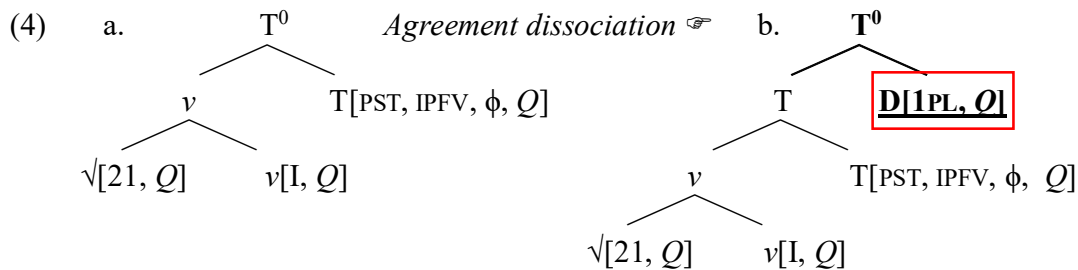 (4) a. T⁰ Agreement dissociation ☞ b. T⁰
v T[PST, IPFV, ϕ, Q] T D[1PL, Q]
√[21, Q] v[I, Q] v T[PST, IPFV, ϕ, Q]
√[21, Q] v[I, Q]